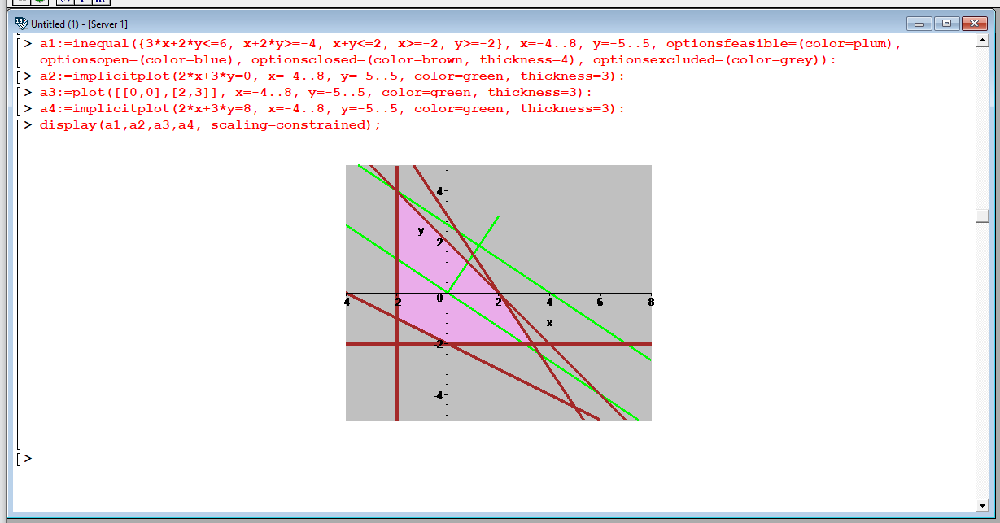 Untitled (1) - [Server 1]
> a1:=inequal({3*x+2*y<=6, x+2*y>=-4, x+y<=2, x>=-2, y>=-2}, x=-4..8, y=-5..5, optionsfeasible=(color=plum),
optionsopen=(color=blue), optionsclosed=(color=brown, thickness=4), optionsexcluded=(color=grey)):
> a2:=implicitplot(2*x+3*y=0, x=-4..8, y=-5..5, color=green, thickness=3):
> a3:=plot([[0,0],[2,3]], x=-4..8, y=-5..5, color=green, thickness=3):
> a4:=implicitplot(2*x+3*y=8, x=-4..8, y=-5..5, color=green, thickness=3):
> display(a1,a2,a3,a4, scaling=constrained);
4
y
2
0
-4 -2 2 4 6 8
x
-2
-4
>